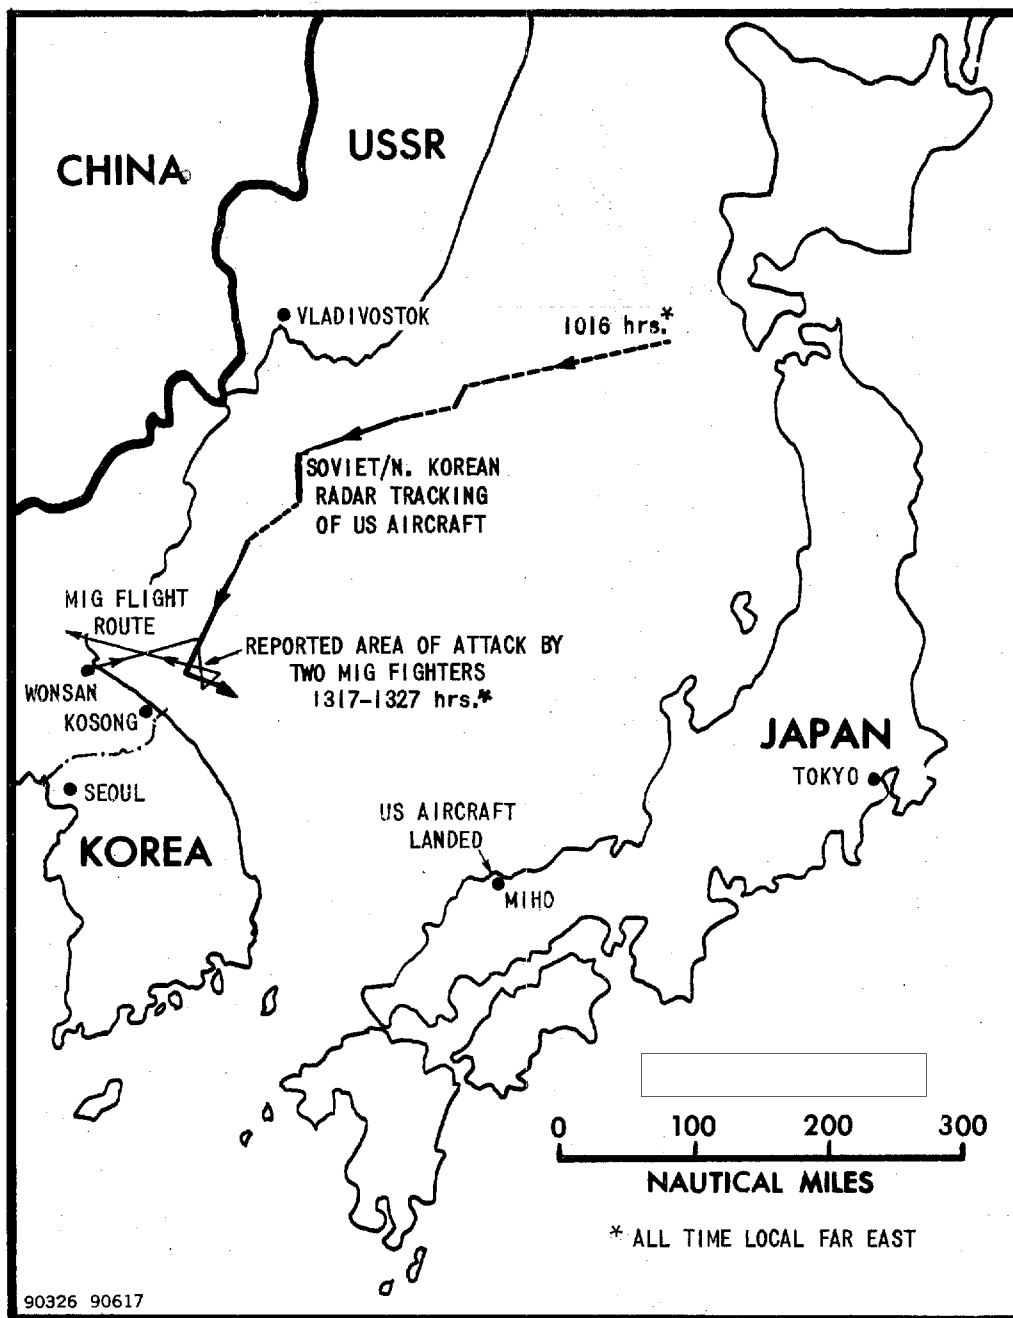 CHINA
USSR
VLADIVOSTOK
1016 hrs.*
SOVIET/N. KOREAN
RADAR TRACKING
OF US AIRCRAFT
MIG FLIGHT
ROUTE
REPORTED AREA OF ATTACK BY
TWO MIG FIGHTERS
1317-1327 hrs.*
WONSAN
KOSONG
SEOUL
KOREA
JAPAN
TOKYO
US AIRCRAFT
LANDED
MIHO
0 100 200 300
NAUTICAL MILES
* ALL TIME LOCAL FAR EAST
90326 90617